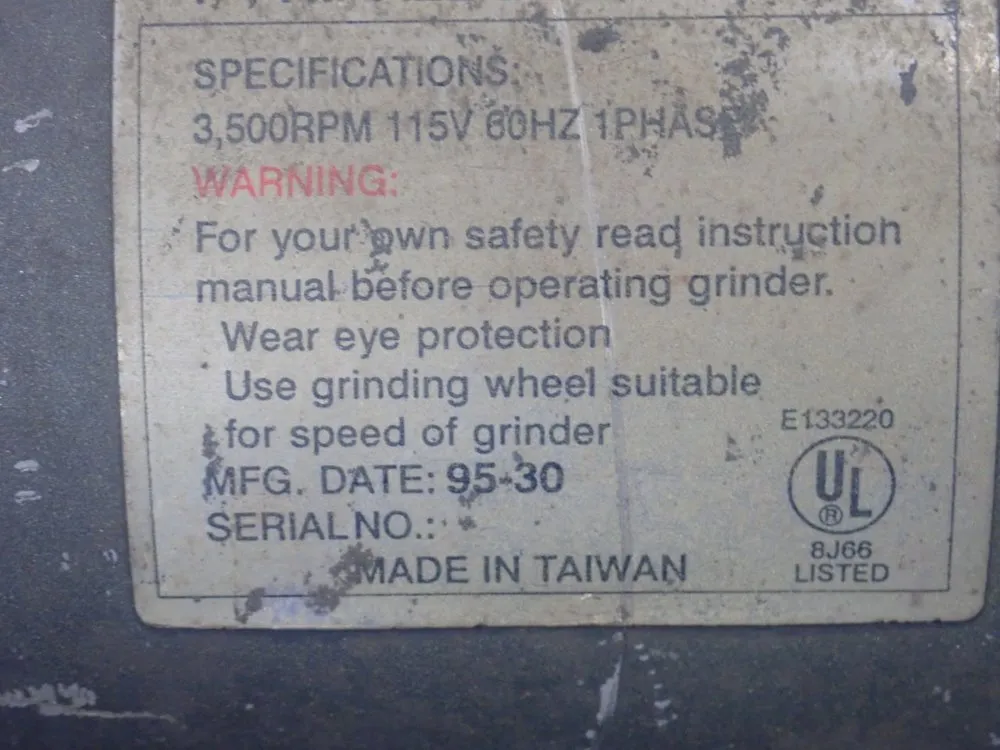 SPECIFICATIONS:
3,500RPM 115V 60HZ 1PHASE
WARNING:
For your own safety read instruction
manual before operating grinder.
Wear eye protection
Use grinding wheel suitable
for speed of grinder
MFG. DATE: 95-30
SERIAL NO.:
MADE IN TAIWAN
E133220
UL
®
8J66
LISTED